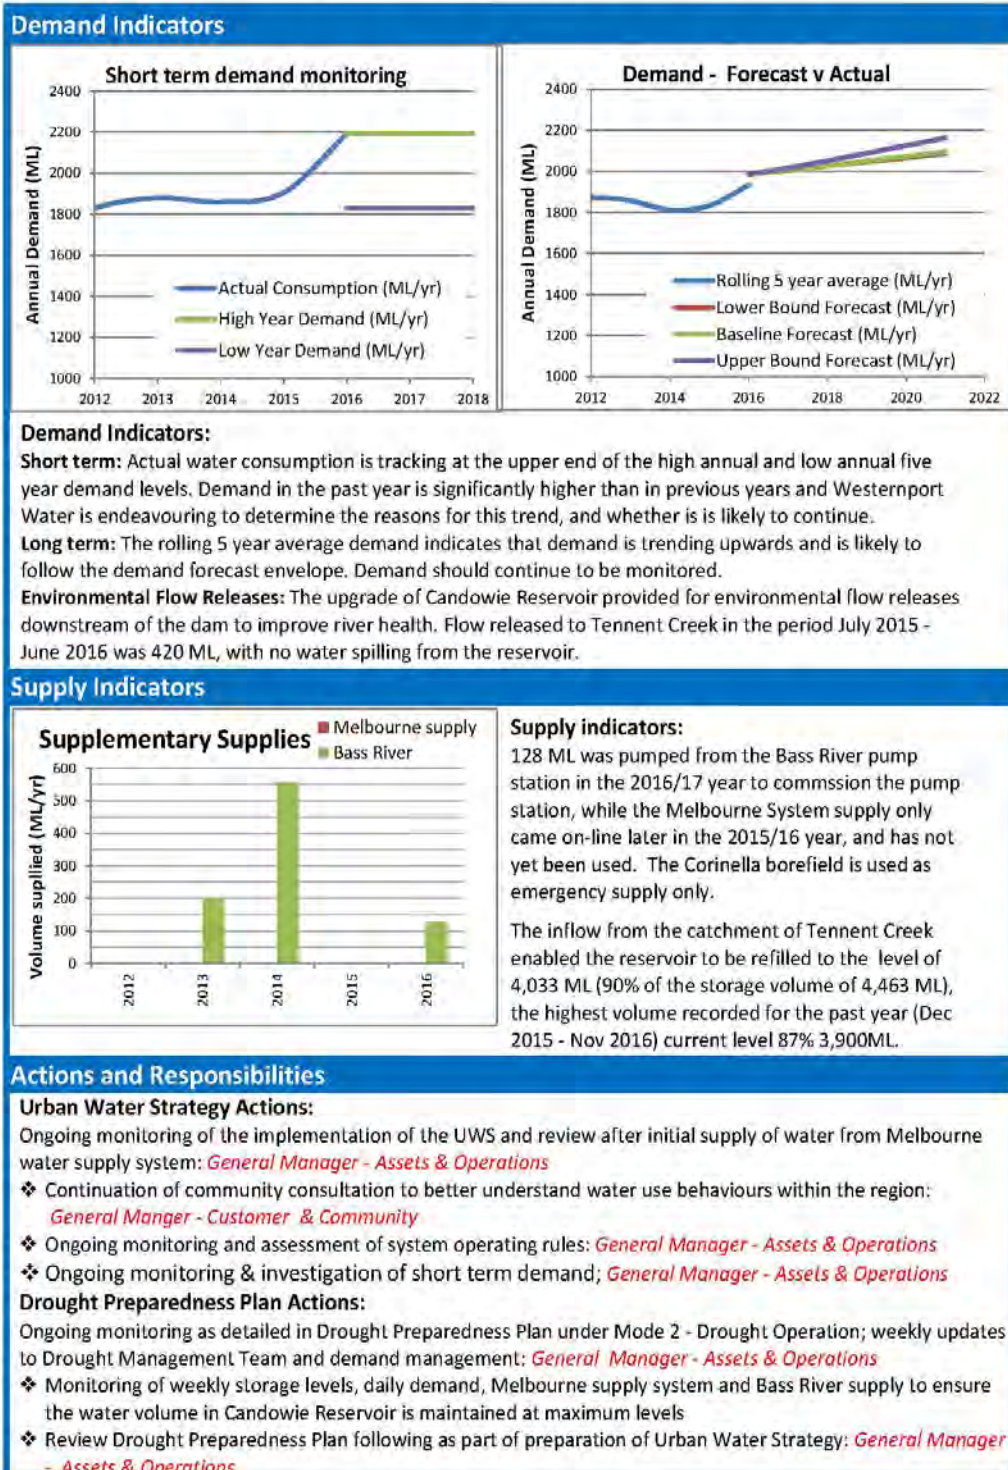 Demand Indicators
Short term demand monitoring
2400
2200
2000
1800
1600
1400
1200
1000
Annual Demand (ML)
Actual Consumption (ML/yr)
High Year Demand (ML/yr)
Low Year Demand (ML/yr)
2012 2013 2014 2015 2016 2017 2018
Demand - Forecast v Actual
2400
2200
2000
1800
1600
1400
1200
1000
Annual Demand (ML)
Rolling 5 year average (ML/yr)
Lower Bound Forecast (ML/yr)
Baseline Forecast (ML/yr)
Upper Bound Forecast (ML/yr)
2012 2014 2016 2018 2020 2022
Demand Indicators:
Short term: Actual water consumption is tracking at the upper end of the high annual and low annual five
year demand levels. Demand in the past year is significantly higher than in previous years and Westernport
Water is endeavouring to determine the reasons for this trend, and whether is is likely to continue.
Long term: The rolling 5 year average demand indicates that demand is trending upwards and is likely to
follow the demand forecast envelope. Demand should continue to be monitored.
Environmental Flow Releases: The upgrade of Candowie Reservoir provided for environmental flow releases
downstream of the dam to improve river health. Flow released to Tennent Creek in the period July 2015 -
June 2016 was 420 ML, with no water spilling from the reservoir.
Supply Indicators
Supplementary Supplies
Melbourne supply
Bass River
600
500
400
300
200
100
0
Volume supllied (ML/yr)
2012 2013 2014 2015 2016
Supply indicators:
128 ML was pumped from the Bass River pump
station in the 2016/17 year to commssion the pump
station, while the Melbourne System supply only
came on-line later in the 2015/16 year, and has not
yet been used. The Corinella borefield is used as
emergency supply only.
The inflow from the catchment of Tennent Creek
enabled the reservoir to be refilled to the level of
4,033 ML (90% of the storage volume of 4,463 ML),
the highest volume recorded for the past year (Dec
2015 - Nov 2016) current level 87% 3,900ML.
Actions and Responsibilities
Urban Water Strategy Actions:
Ongoing monitoring of the implementation of the UWS and review after initial supply of water from Melbourne
water supply system: General Manager - Assets & Operations
❖ Continuation of community consultation to better understand water use behaviours within the region:
General Manger - Customer & Community
❖ Ongoing monitoring and assessment of system operating rules: General Manager - Assets & Operations
❖ Ongoing monitoring & investigation of short term demand; General Manager - Assets & Operations
Drought Preparedness Plan Actions:
Ongoing monitoring as detailed in Drought Preparedness Plan under Mode 2 - Drought Operation; weekly updates
to Drought Management Team and demand management: General Manager - Assets & Operations
❖ Monitoring of weekly storage levels, daily demand, Melbourne supply system and Bass River supply to ensure
the water volume in Candowie Reservoir is maintained at maximum levels
❖ Review Drought Preparedness Plan following as part of preparation of Urban Water Strategy: General Manager
- Assets & Operations